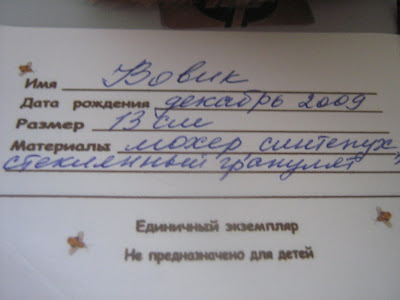 Имя Вовик
Дата рождения декабрь 2009
Размер 13 см
Материалы мохер, синтепух,
стеклянный гранулят
Единичный экземпляр
Не предназначено для детей